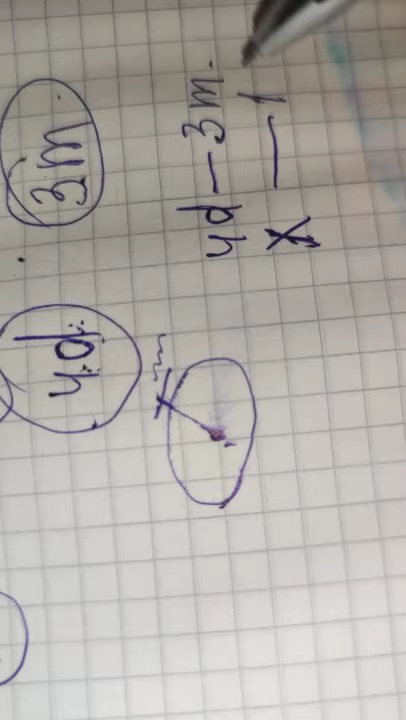 4d. 3m.
4d — 3m.
x — 1